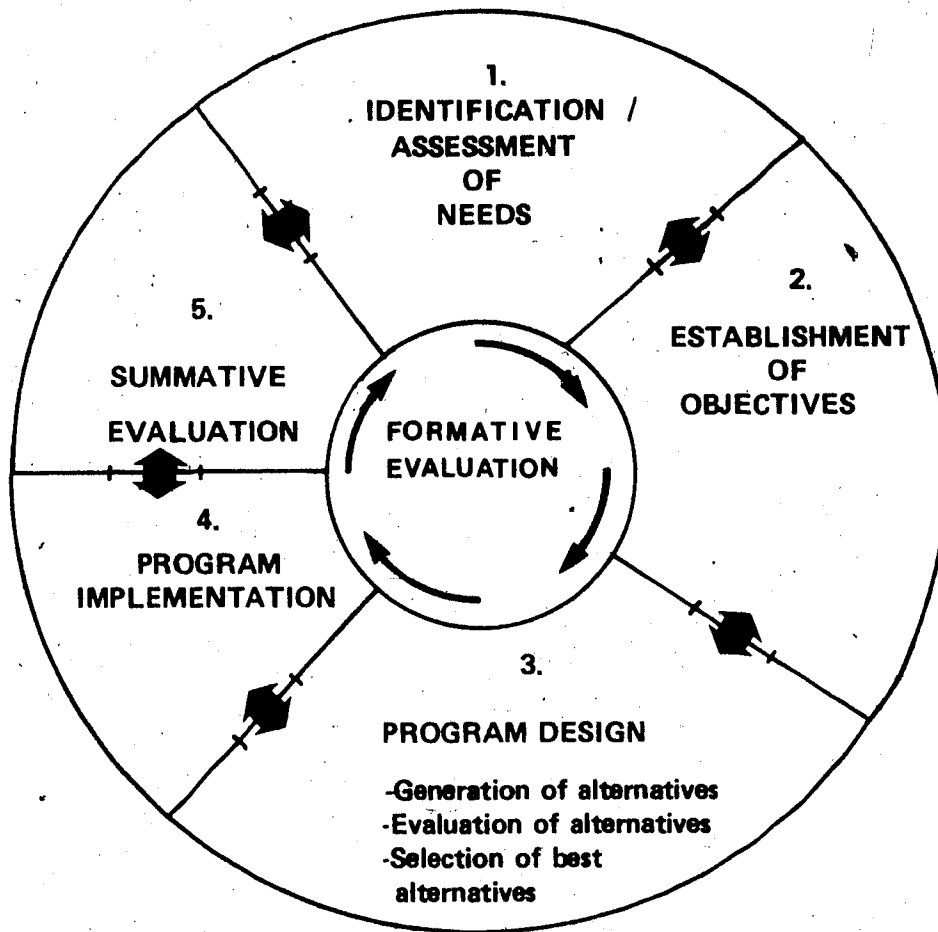 1.
IDENTIFICATION /
ASSESSMENT
OF
NEEDS
2.
ESTABLISHMENT
OF
OBJECTIVES
3.
PROGRAM DESIGN
-Generation of alternatives
-Evaluation of alternatives
-Selection of best
alternatives
4.
PROGRAM
IMPLEMENTATION
5.
SUMMATIVE
EVALUATION
FORMATIVE
EVALUATION